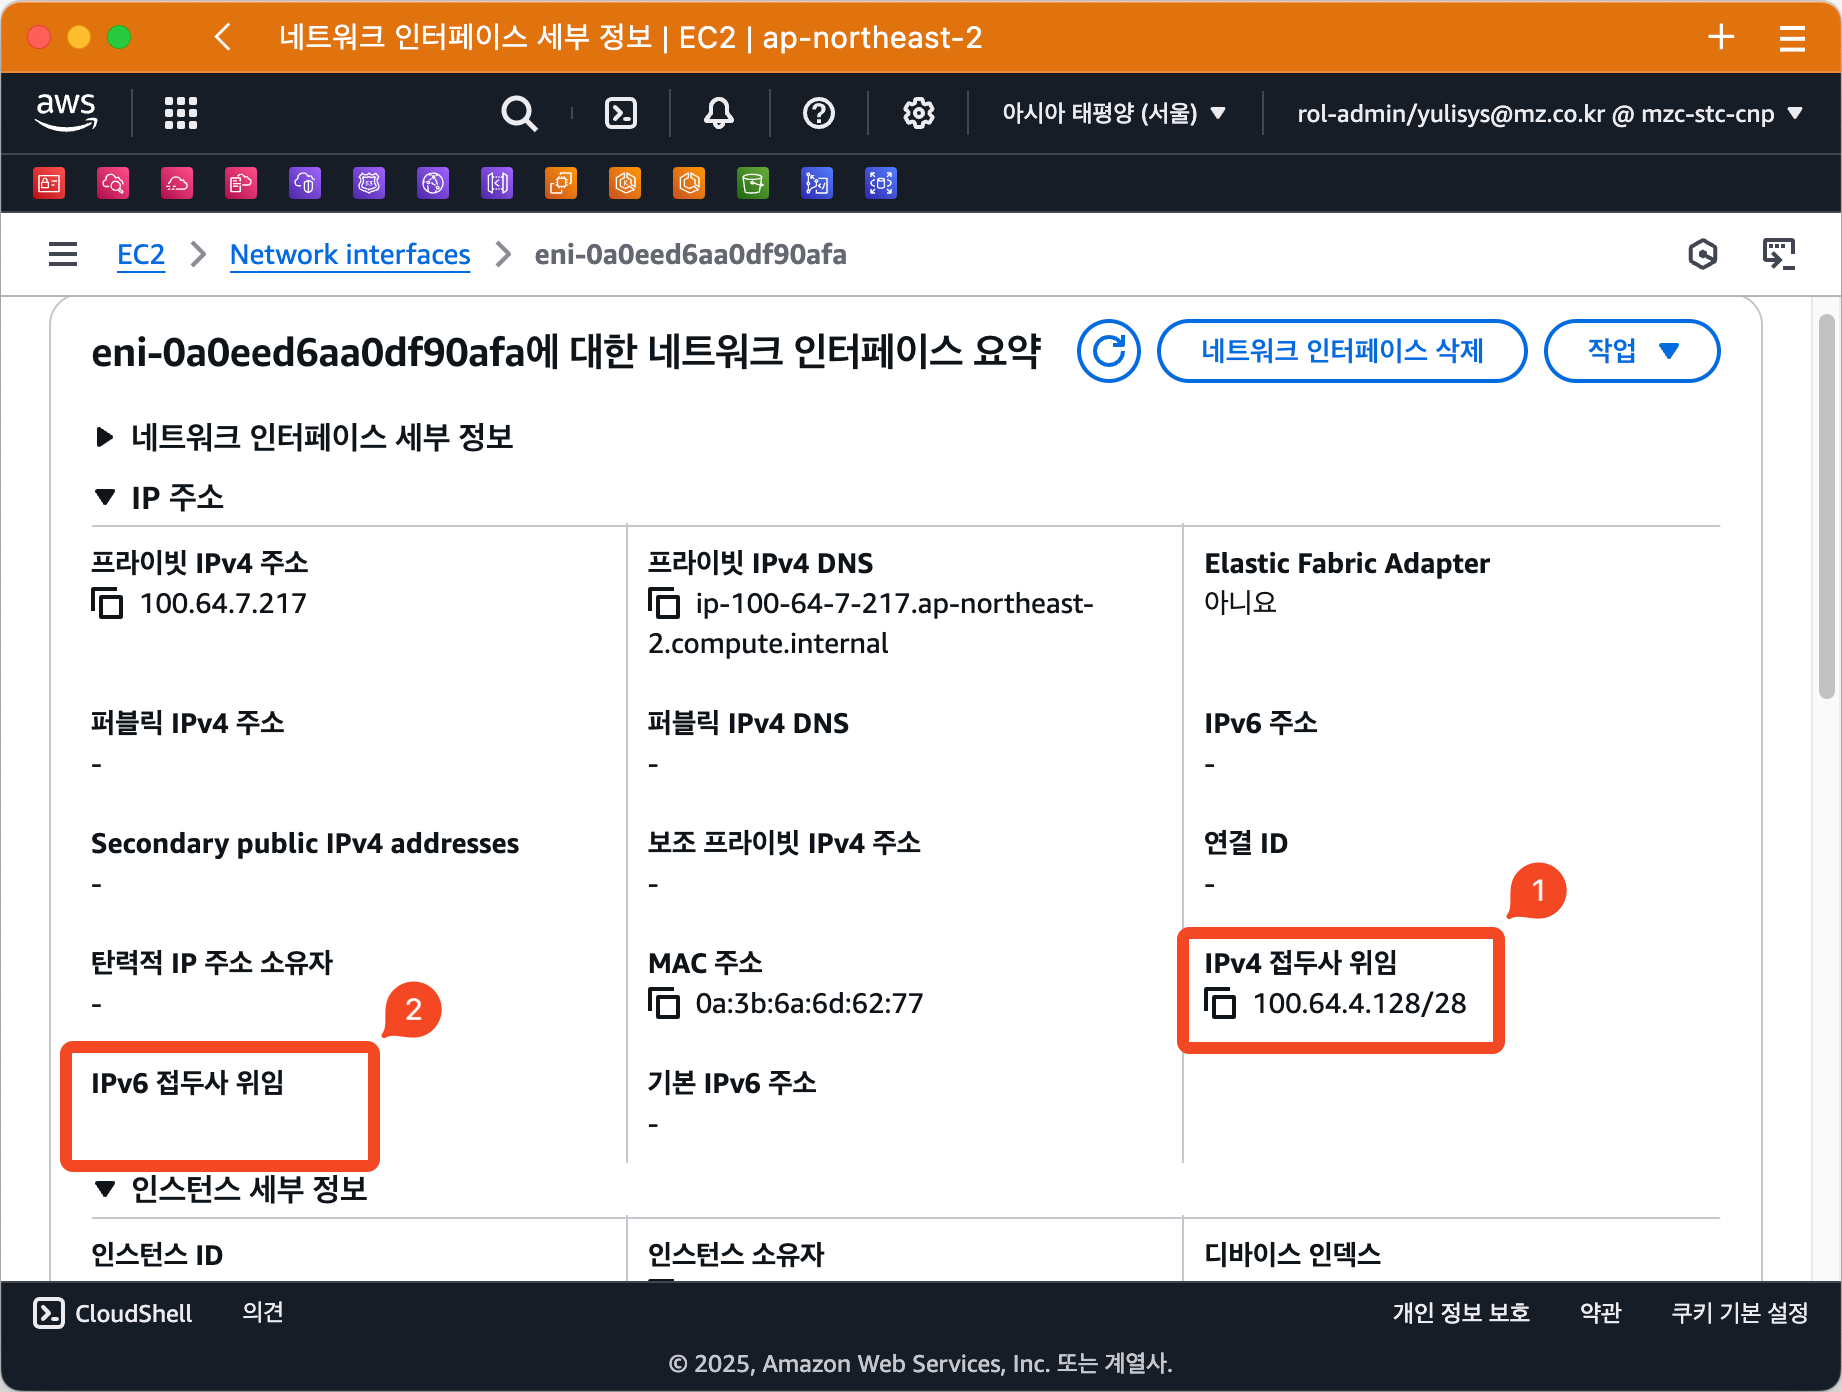 네트워크 인터페이스 세부 정보 | EC2 | ap-northeast-2
aws
아시아 태평양 (서울)
rol-admin/yulisys@mz.co.kr @ mzc-stc-cnp
EC2
Network interfaces
eni-0a0eed6aa0df90afa
eni-0a0eed6aa0df90afa에 대한 네트워크 인터페이스 요약
네트워크 인터페이스 삭제
작업
네트워크 인터페이스 세부 정보
IP 주소
프라이빗 IPv4 주소
100.64.7.217
프라이빗 IPv4 DNS
ip-100-64-7-217.ap-northeast-
2.compute.internal
Elastic Fabric Adapter
아니요
퍼블릭 IPv4 주소
-
퍼블릭 IPv4 DNS
-
IPv6 주소
-
Secondary public IPv4 addresses
-
보조 프라이빗 IPv4 주소
-
연결 ID
-
1
탄력적 IP 주소 소유자
-
MAC 주소
0a:3b:6a:6d:62:77
IPv4 접두사 위임
100.64.4.128/28
2
IPv6 접두사 위임
기본 IPv6 주소
-
인스턴스 세부 정보
인스턴스 ID
인스턴스 소유자
디바이스 인덱스
CloudShell
의견
개인 정보 보호
약관
쿠키 기본 설정
© 2025, Amazon Web Services, Inc. 또는 계열사.